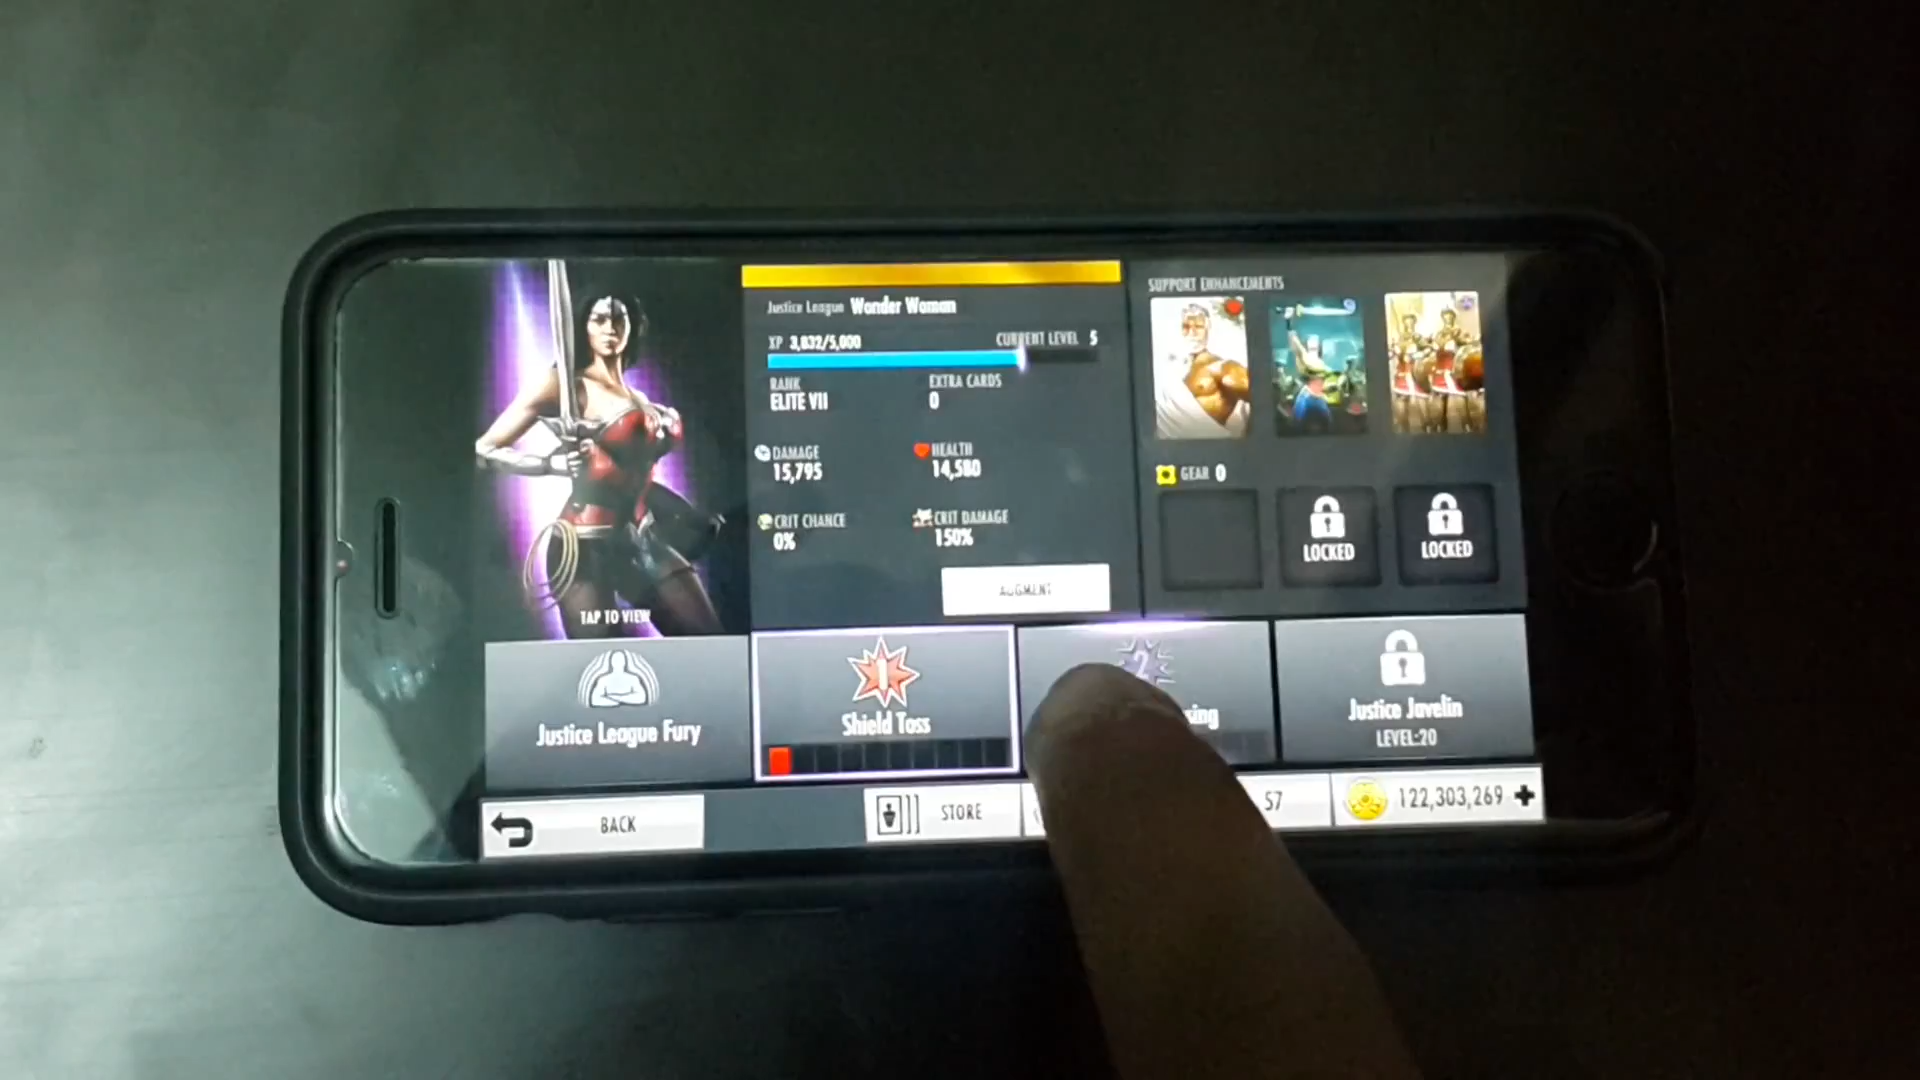 Justice League Wonder Woman
XP 3,832/5,000
CURRENT LEVEL 5
RANK
ELITE VII
EXTRA CARDS
0
DAMAGE
15,795
HEALTH
14,580
CRIT CHANCE
0%
CRIT DAMAGE
150%
AUGMENT
TAP TO VIEW
SUPPORT ENHANCEMENTS
GEAR 0
LOCKED
LOCKED
Justice League Fury
1
Shield Toss
2
Justice Javelin
LEVEL:20
BACK
STORE
57
122,303,269 +